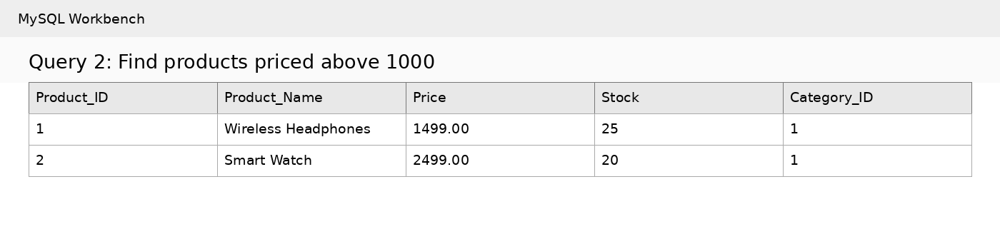 MySQL Workbench
Query 2: Find products priced above 1000
Product_ID Product_Name Price Stock Category_ID
1 Wireless Headphones 1499.00 25 1
2 Smart Watch 2499.00 20 1